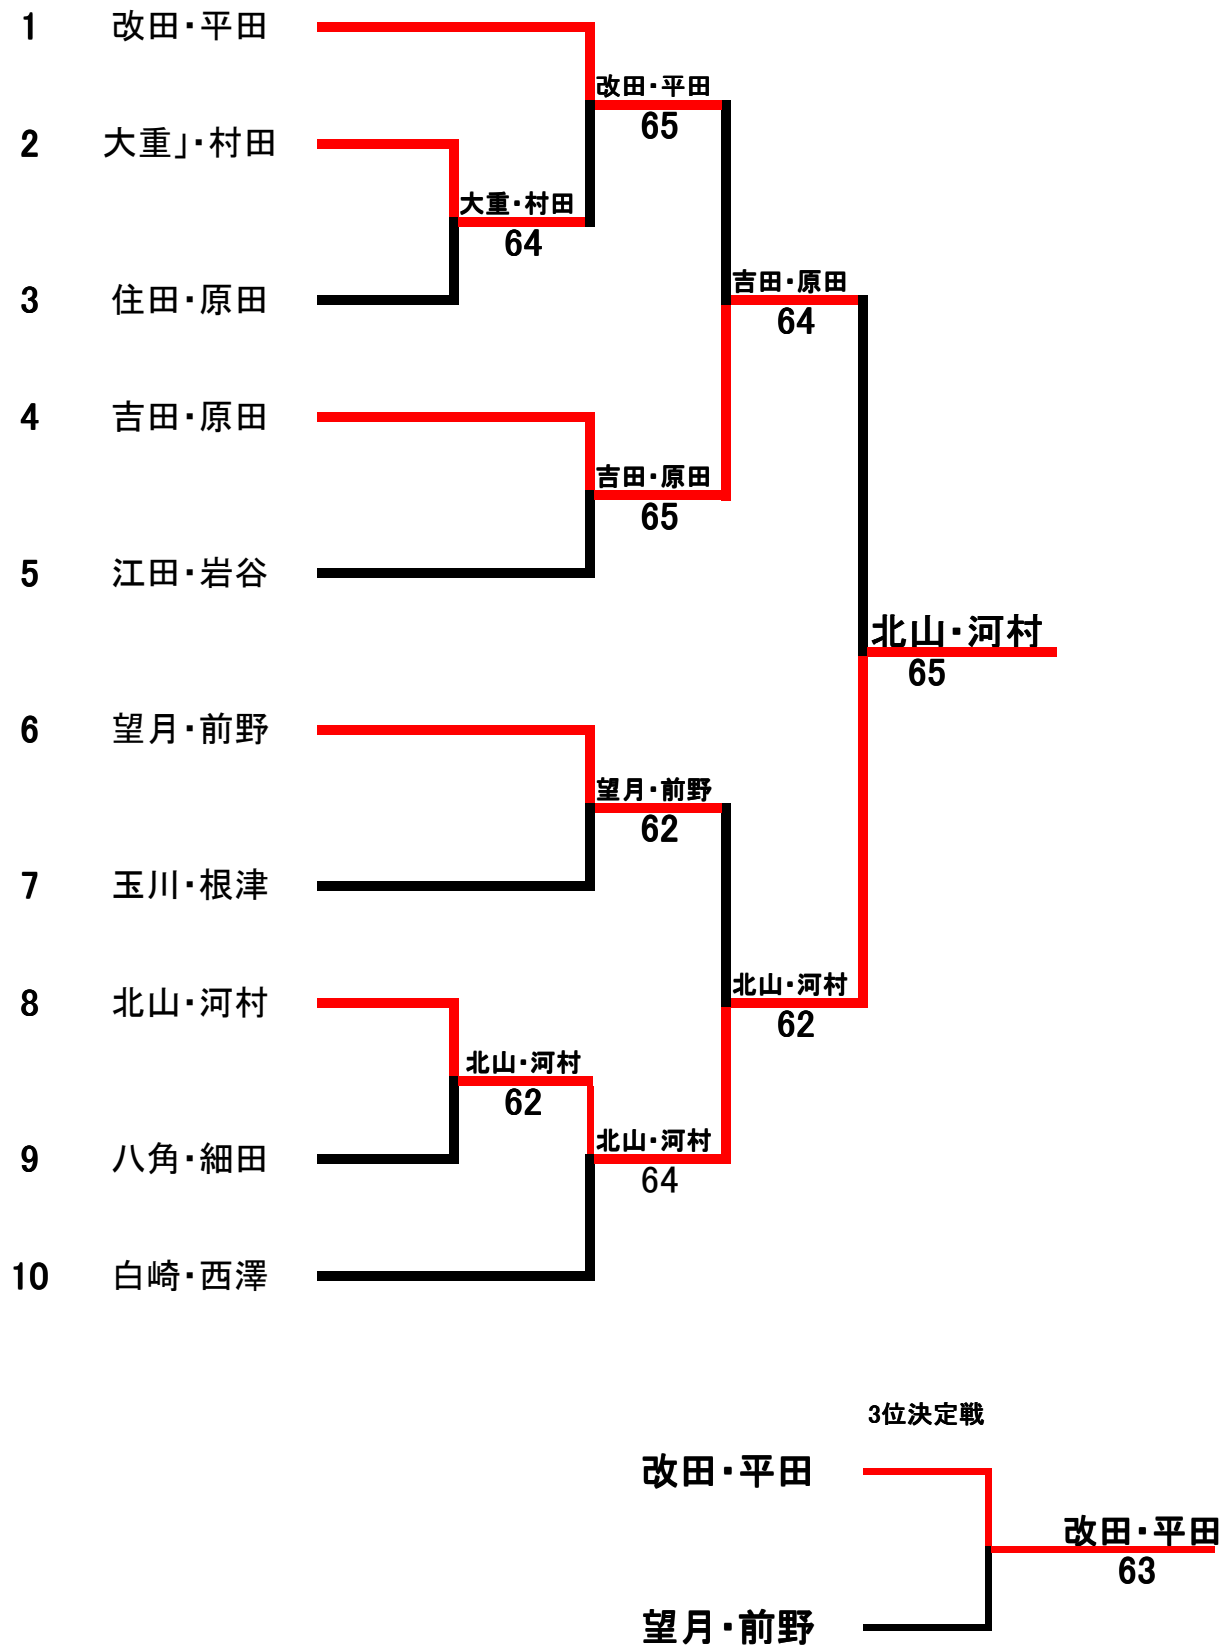 1 改田・平田
改田・平田
65
2 大重」・村田
大重・村田
64
吉田・原田
64
3 住田・原田
4 吉田・原田
吉田・原田
65
5 江田・岩谷
北山・河村
65
6 望月・前野
望月・前野
62
7 玉川・根津
北山・河村
62
8 北山・河村
北山・河村
62
北山・河村
64
9 八角・細田
10 白崎・西澤
3位決定戦
改田・平田
改田・平田
63
望月・前野